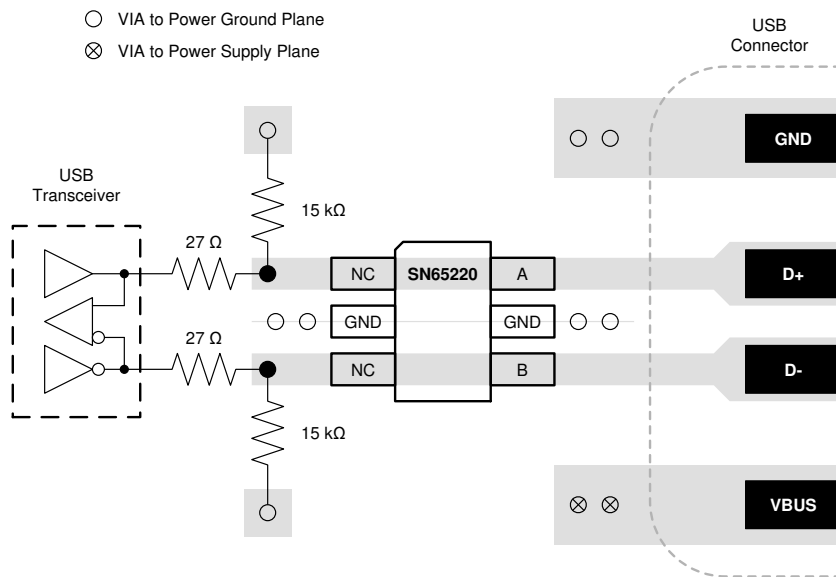 VIA to Power Ground Plane
VIA to Power Supply Plane
USB
Connector
GND
USB
Transceiver
15 kΩ
27 Ω
NC
SN65220
A
D+
GND
GND
27 Ω
NC
B
D-
15 kΩ
VBUS